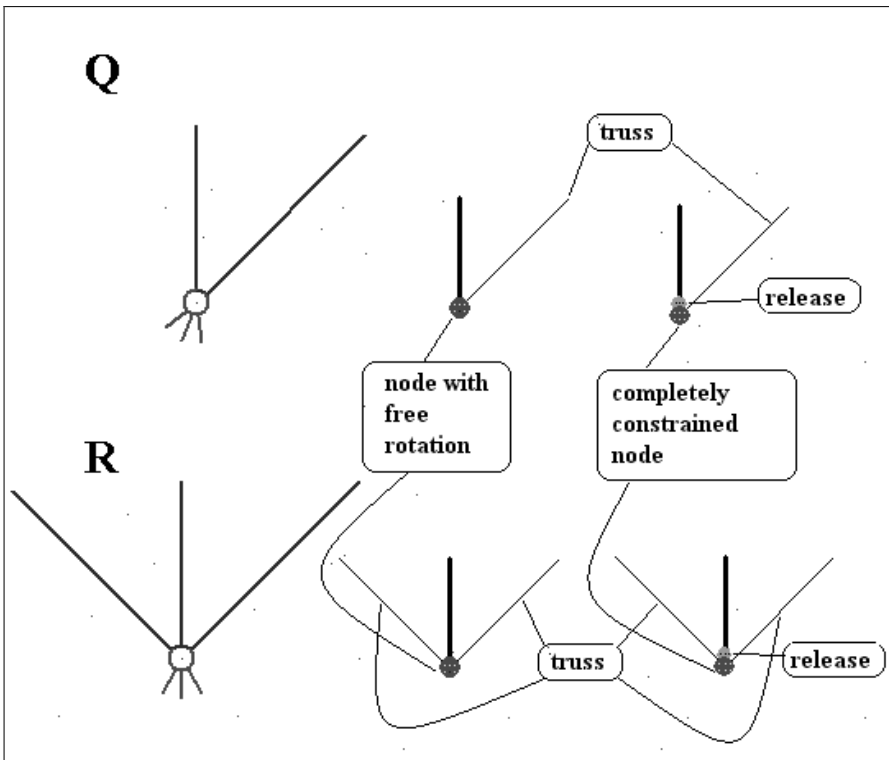 Q
truss
release
node with
free
rotation
completely
constrained
node
R
truss
release